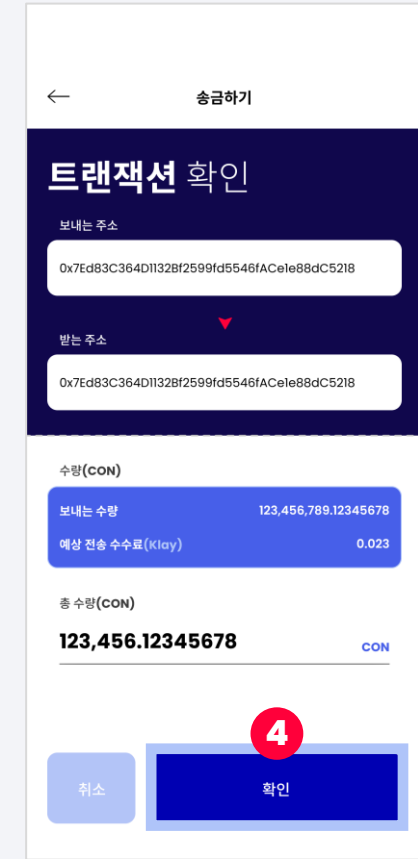 송금하기
트랜잭션 확인
보내는 주소
0x7Ed83C364D1132Bf2599fd5546fACe1e88dC5218
받는 주소
0x7Ed83C364D1132Bf2599fd5546fACe1e88dC5218
수량(CON)
보내는 수량 123,456,789.12345678
예상 전송 수수료(Klay) 0.023
총 수량(CON)
123,456.12345678 CON
4
취소 확인